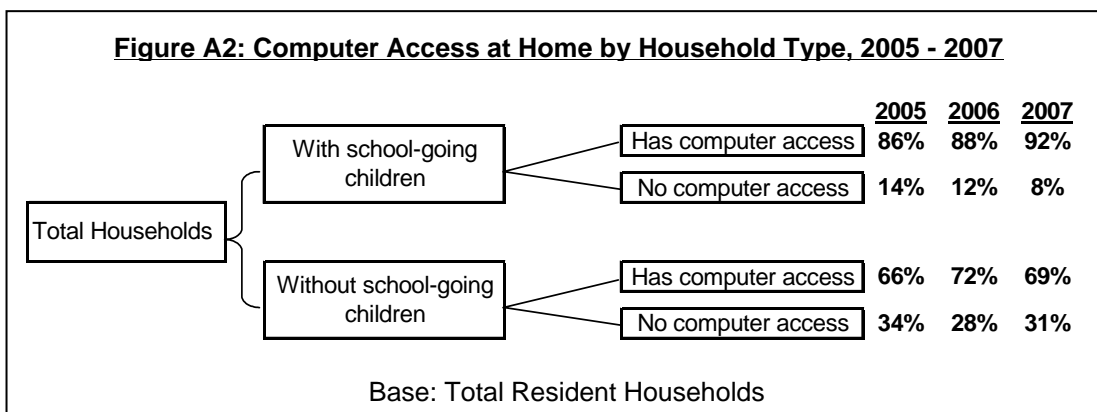 Figure A2: Computer Access at Home by Household Type, 2005 - 2007
2005 2006 2007
With school-going
children
Has computer access 86% 88% 92%
No computer access 14% 12% 8%
Total Households
Without school-going
children
Has computer access 66% 72% 69%
No computer access 34% 28% 31%
Base: Total Resident Households